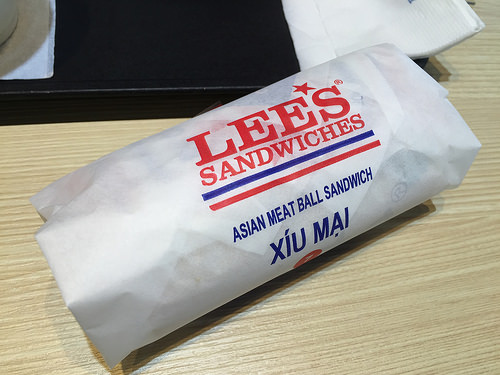 LEE'S®
SANDWICHES
ASIAN MEAT BALL SANDWICH
XÍU MẠI